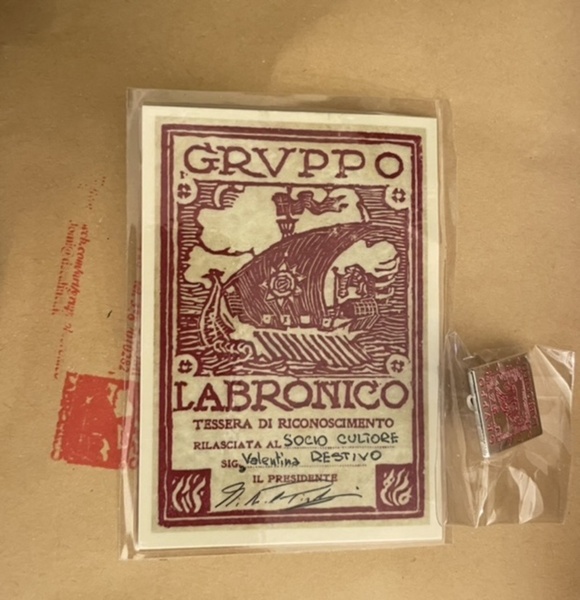 GRVPPO
LABRONICO
TESSERA DI RICONOSCIMENTO
RILASCIATA AL SOCIO CULTORE
SIG. Valentina RESTIVO
IL PRESIDENTE